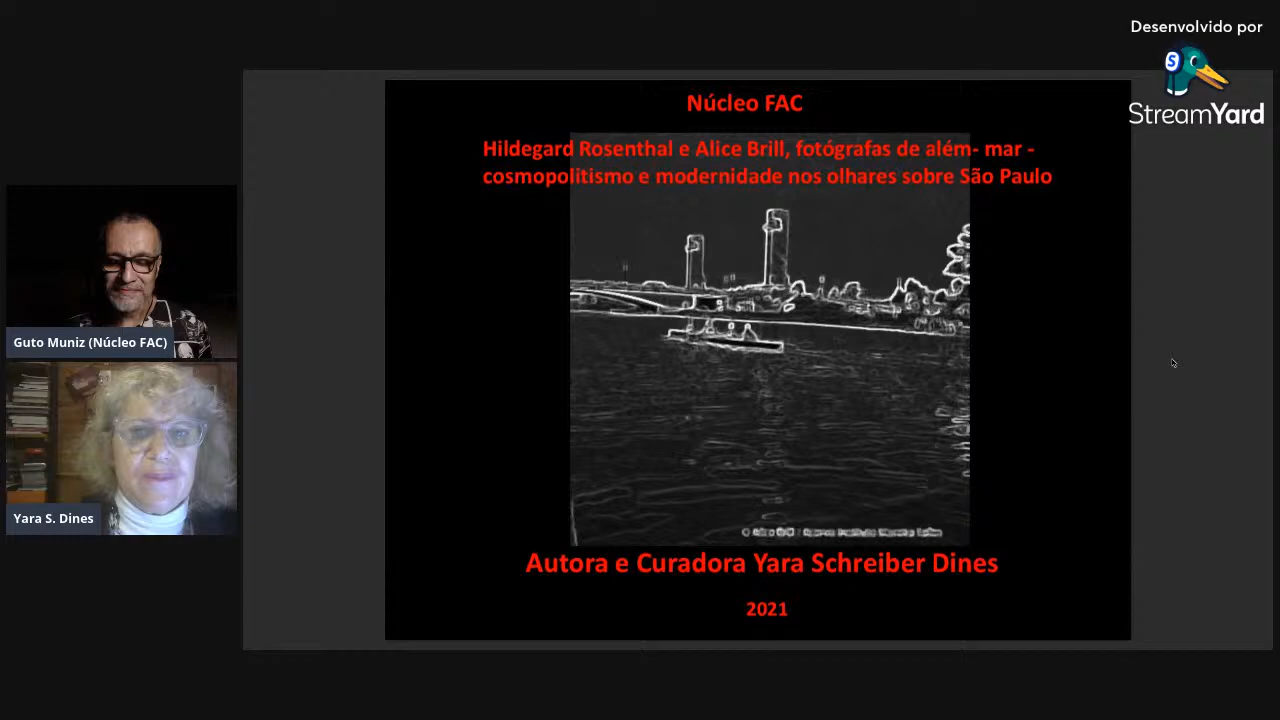 Desenvolvido por
StreamYard
Núcleo FAC
Hildegard Rosenthal e Alice Brill, fotógrafas de além- mar -
cosmopolitismo e modernidade nos olhares sobre São Paulo
Guto Muniz (Núcleo FAC)
Yara S. Dines
Autora e Curadora Yara Schreiber Dines
2021